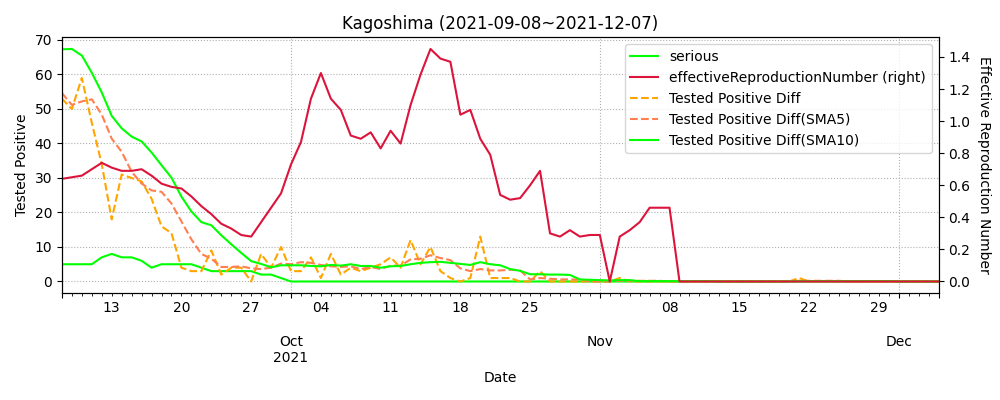 Kagoshima (2021-09-08~2021-12-07)
serious
effectiveReproductionNumber (right)
Tested Positive Diff
Tested Positive Diff(SMA5)
Tested Positive Diff(SMA10)
Tested Positive
70
60
50
40
30
20
10
0
1.4
1.2
1.0
0.8
0.6
0.4
0.2
0.0
Effective Reproduction Number
13 20 27 04 11 18 25 08 15 22 29
Oct Nov Dec
2021
Date